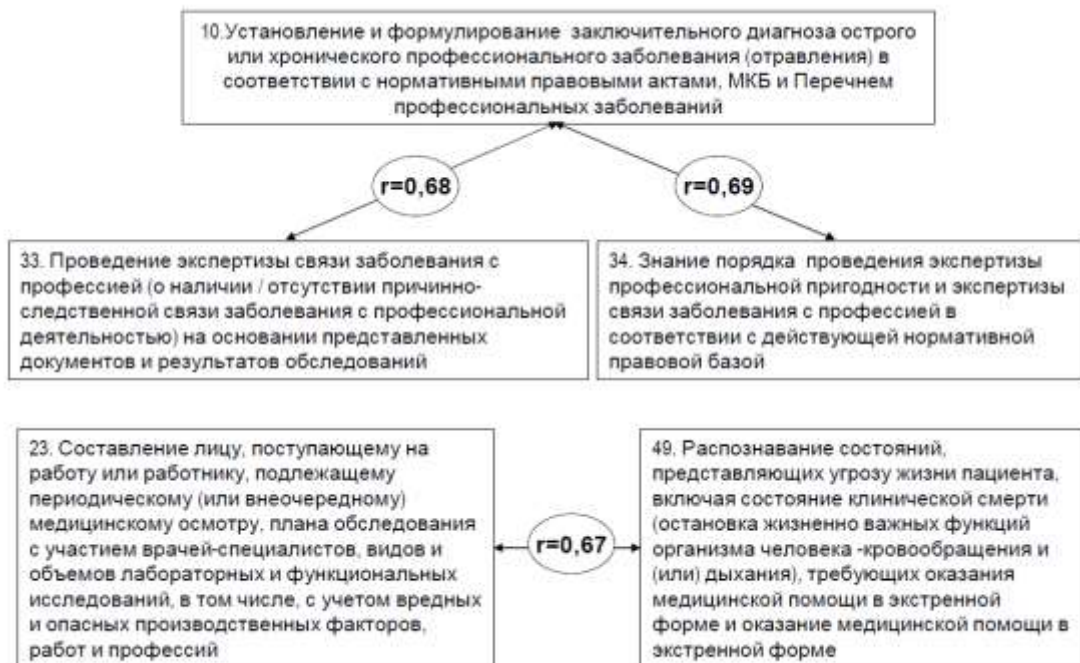 10.Установление и формулирование заключительного диагноза острого
или хронического профессионального заболевания (отравления) в
соответствии с нормативными правовыми актами, МКБ и Перечнем
профессиональных заболеваний
r=0,68
r=0,69
33. Проведение экспертизы связи заболевания с
профессией (о наличии / отсутствии причинно-
следственной связи заболевания с профессиональной
деятельностью) на основании представленных
документов и результатов обследований
34. Знание порядка проведения экспертизы
профессиональной пригодности и экспертизы
связи заболевания с профессией в
соответствии с действующей нормативной
правовой базой
23. Составление лицу, поступающему на
работу или работнику, подлежащему
периодическому (или внеочередному)
медицинскому осмотру, плана обследования
с участием врачей-специалистов, видов и
объемов лабораторных и функциональных
исследований, в том числе, с учетом вредных
и опасных производственных факторов,
работ и профессий
r=0,67
49. Распознавание состояний,
представляющих угрозу жизни пациента,
включая состояние клинической смерти
(остановка жизненно важных функций
организма человека -кровообращения и
(или) дыхания), требующих оказания
медицинской помощи в экстренной
форме и оказание медицинской помощи в
экстренной форме